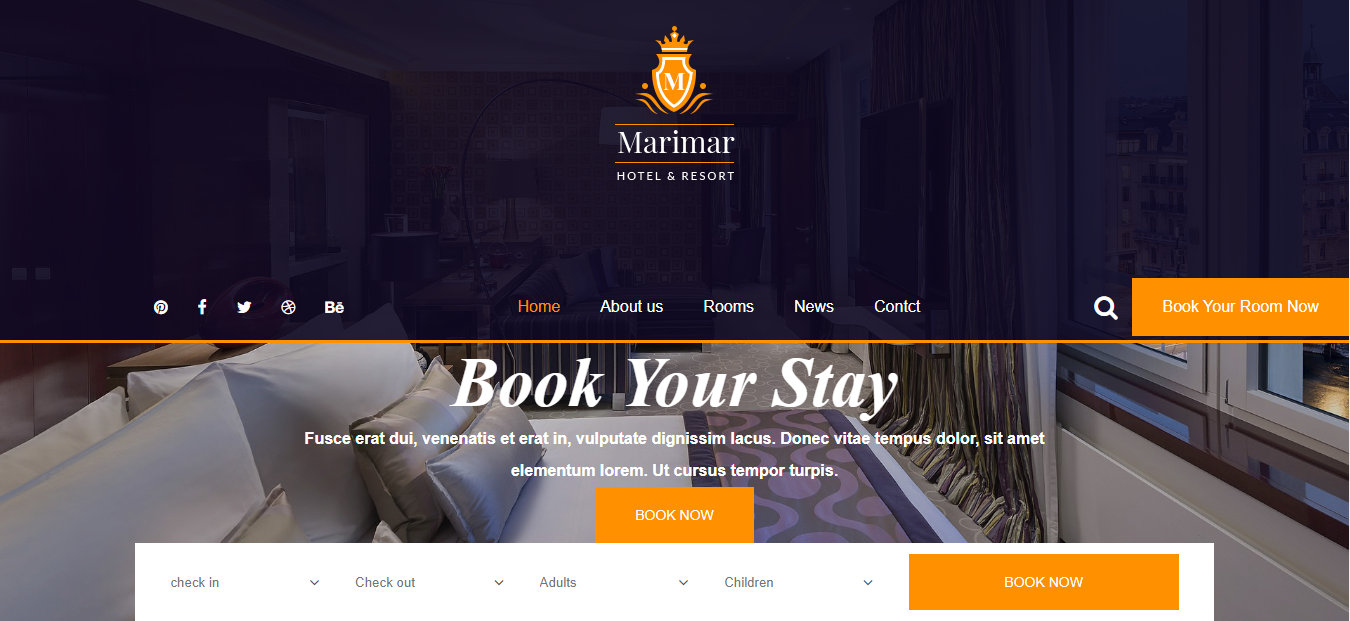 M
Marimar
HOTEL & RESORT
Bē
Home About us Rooms News Contct
Book Your Room Now
Book Your Stay
Fusce erat dui, venenatis et erat in, vulputate dignissim lacus. Donec vitae tempus dolor, sit amet
elementum lorem. Ut cursus tempor turpis.
BOOK NOW
check in Check out Adults Children BOOK NOW